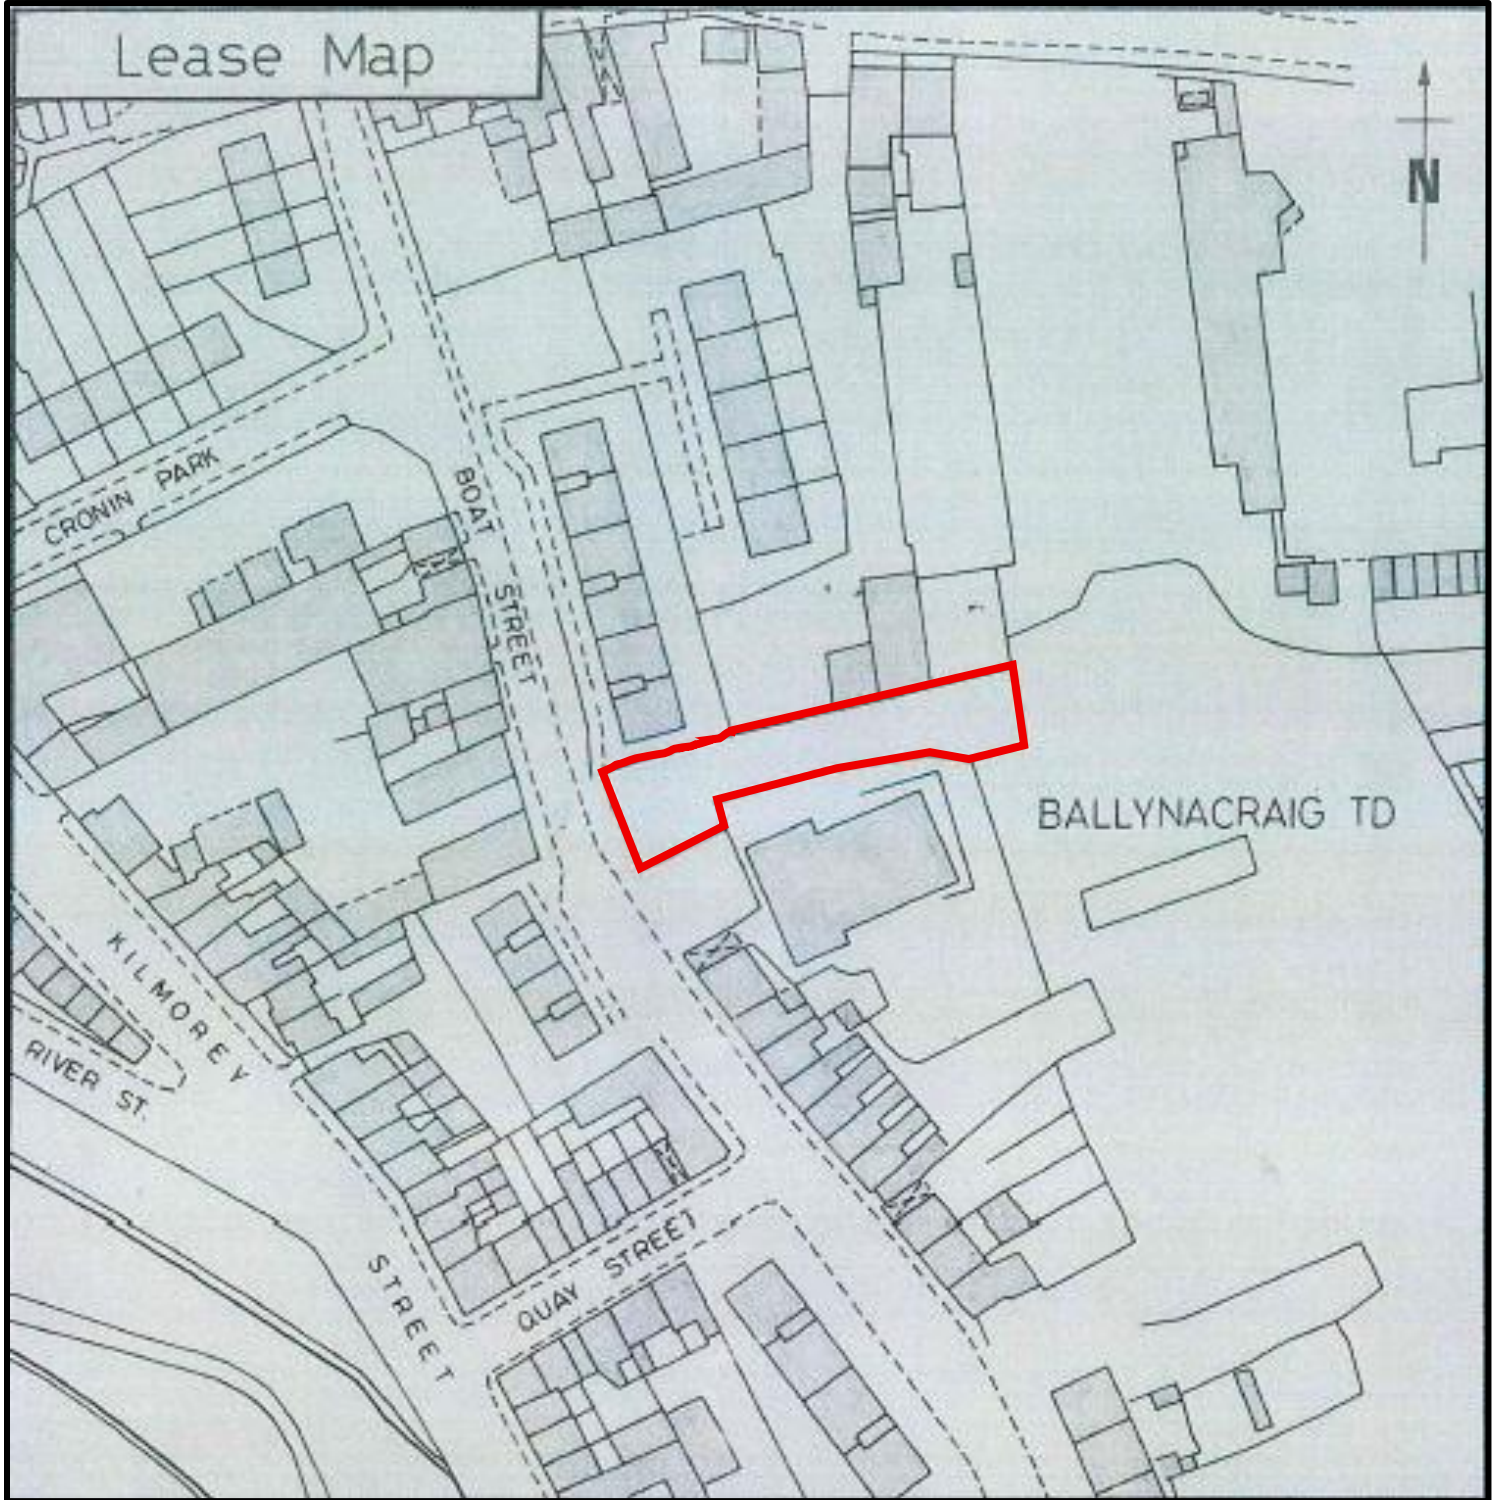 Lease Map
N
CRONIN PARK
BOAT
STREET
BALLYNACRAIG TD
KILMOREY
RIVER ST.
STREET
QUAY STREET